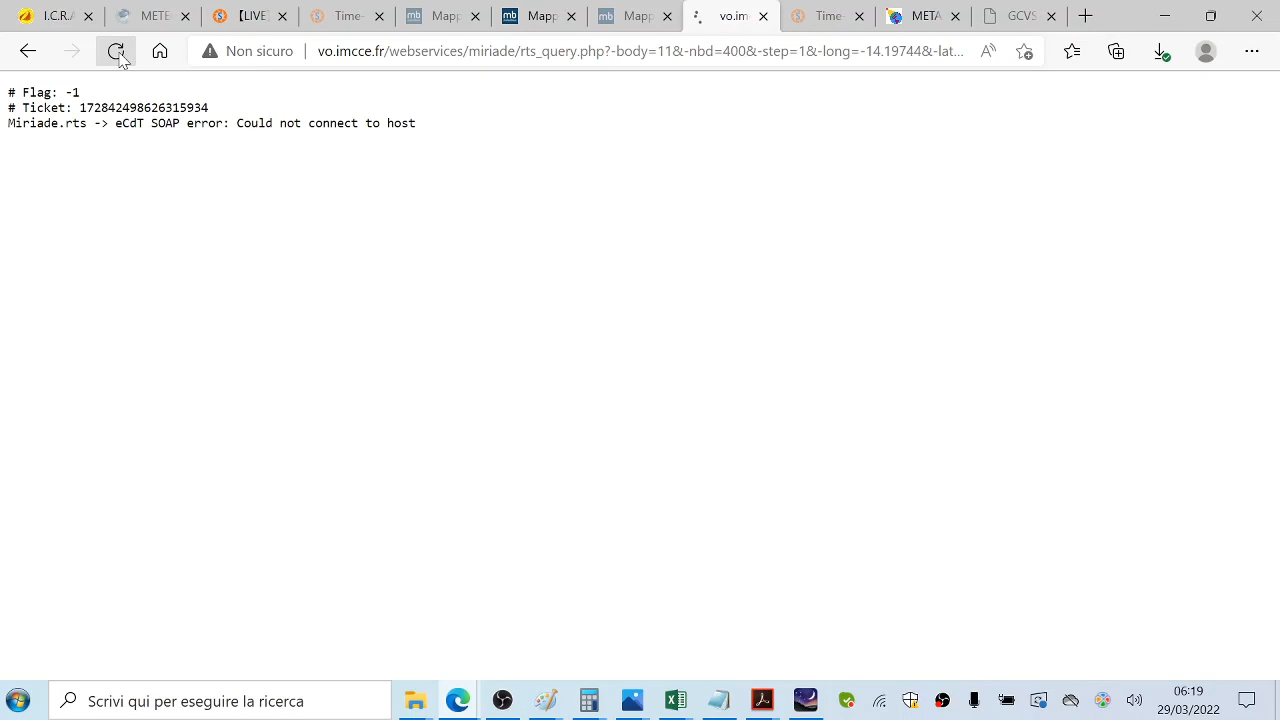 I.C.R.
METE
【LIVE】
Time-
Mapp
Mapp
Mapp
vo.im
Time-
BETA
GCVS
Non sicuro
vo.imcce.fr/webservices/miriade/rts_query.php?-body=11&-nbd=400&-step=1&-long=-14.19744&-lat...
# Flag: -1
# Ticket: 172842498626315934
Miriade.rts -> eCdT SOAP error: Could not connect to host
Scrivi qui per eseguire la ricerca
06:19
29/03/2022